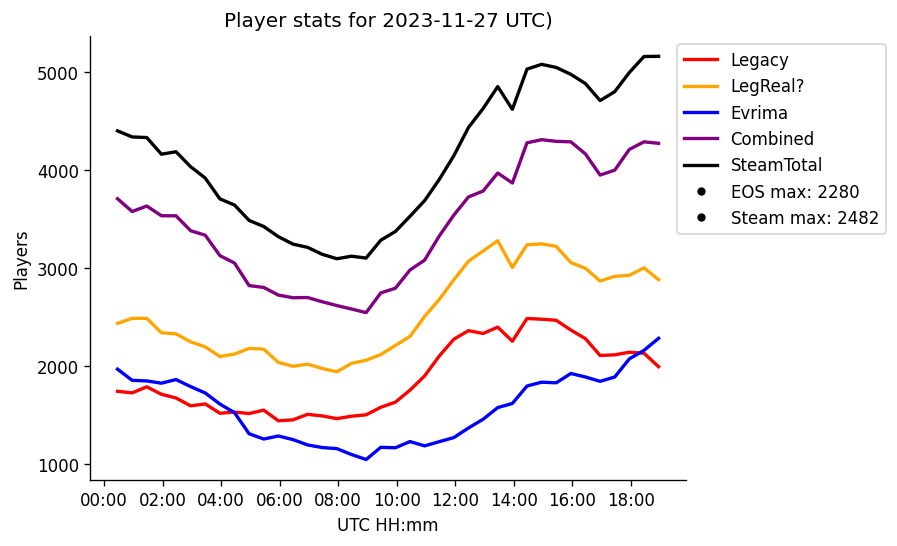 Player stats for 2023-11-27 UTC)
Legacy
LegReal?
Evrima
Combined
SteamTotal
EOS max: 2280
Steam max: 2482
Players
5000
4000
3000
2000
1000
00:00 02:00 04:00 06:00 08:00 10:00 12:00 14:00 16:00 18:00
UTC HH:mm